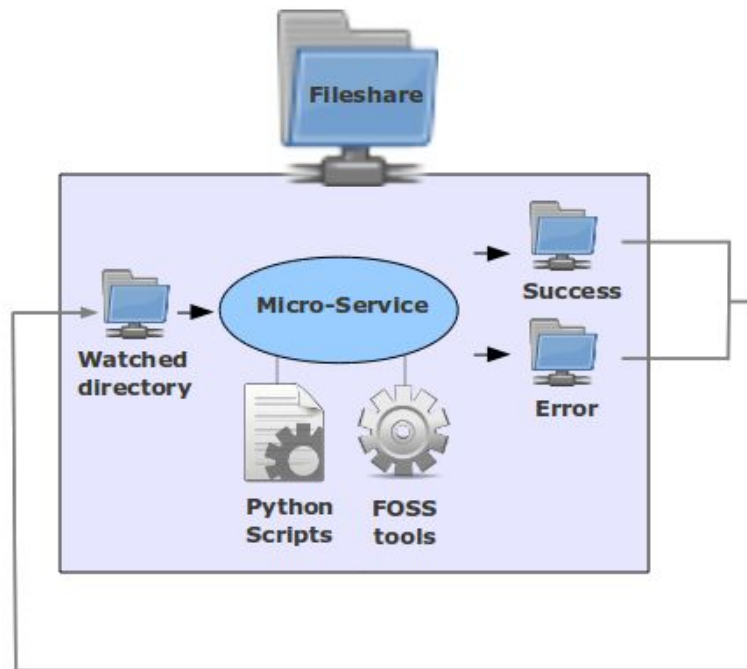 Fileshare
Micro-Service
Success
Watched
directory
Error
Python
Scripts
FOSS
tools